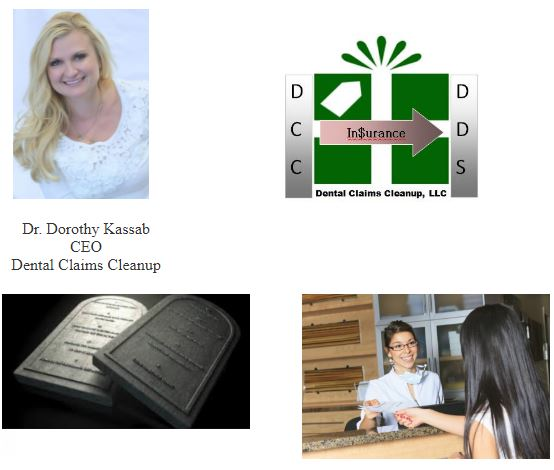 D
C
C
In$urance
D
D
S
Dental Claims Cleanup, LLC
Dr. Dorothy Kassab
CEO
Dental Claims Cleanup